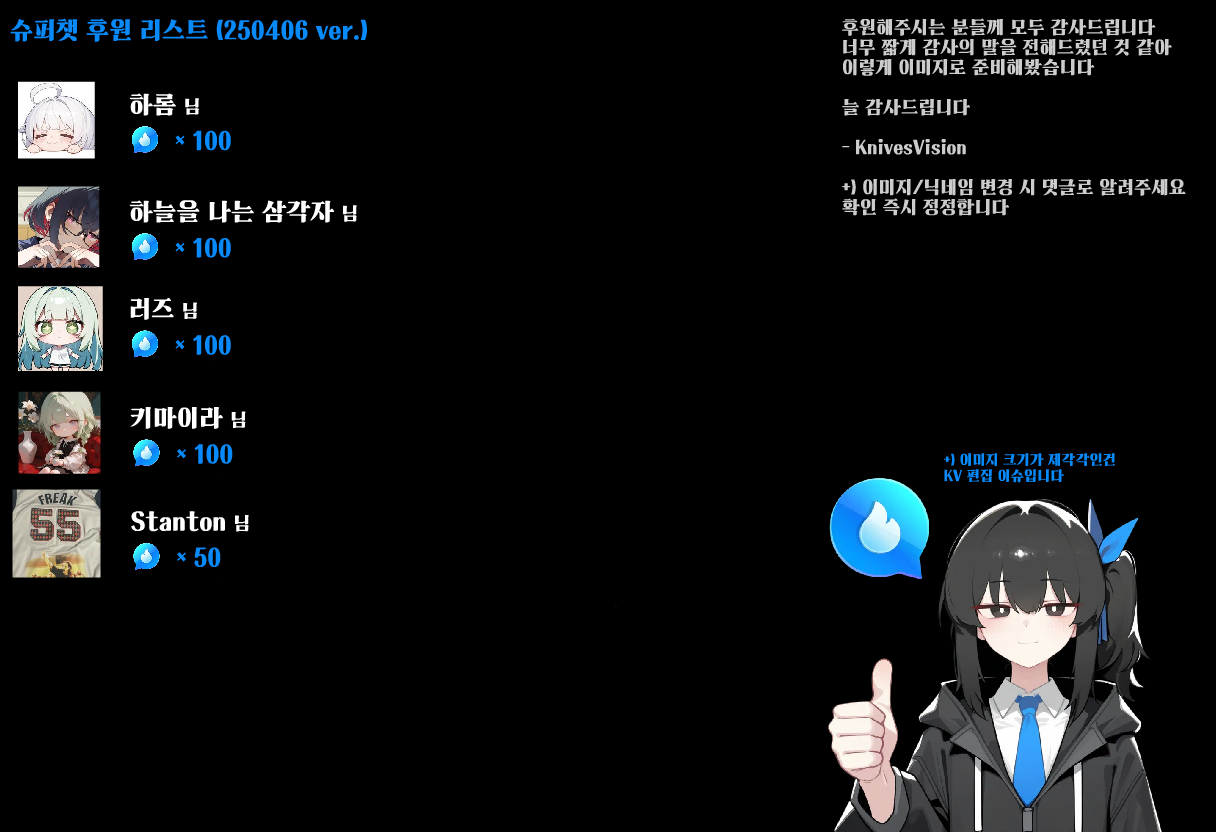 슈퍼챗 후원 리스트 (250406 ver.)
하롬 님
× 100
하늘을 나는 삼각자 님
× 100
러즈 님
× 100
키마이라 님
× 100
FREAK
55
Stanton 님
× 50
후원해주시는 분들께 모두 감사드립니다
너무 짧게 감사의 말을 전해드렸던 것 같아
이렇게 이미지로 준비해봤습니다
늘 감사드립니다
- KnivesVision
+) 이미지/닉네임 변경 시 댓글로 알려주세요
확인 즉시 정정합니다
+) 이미지 크기가 제각각인건
KV 편집 이슈입니다